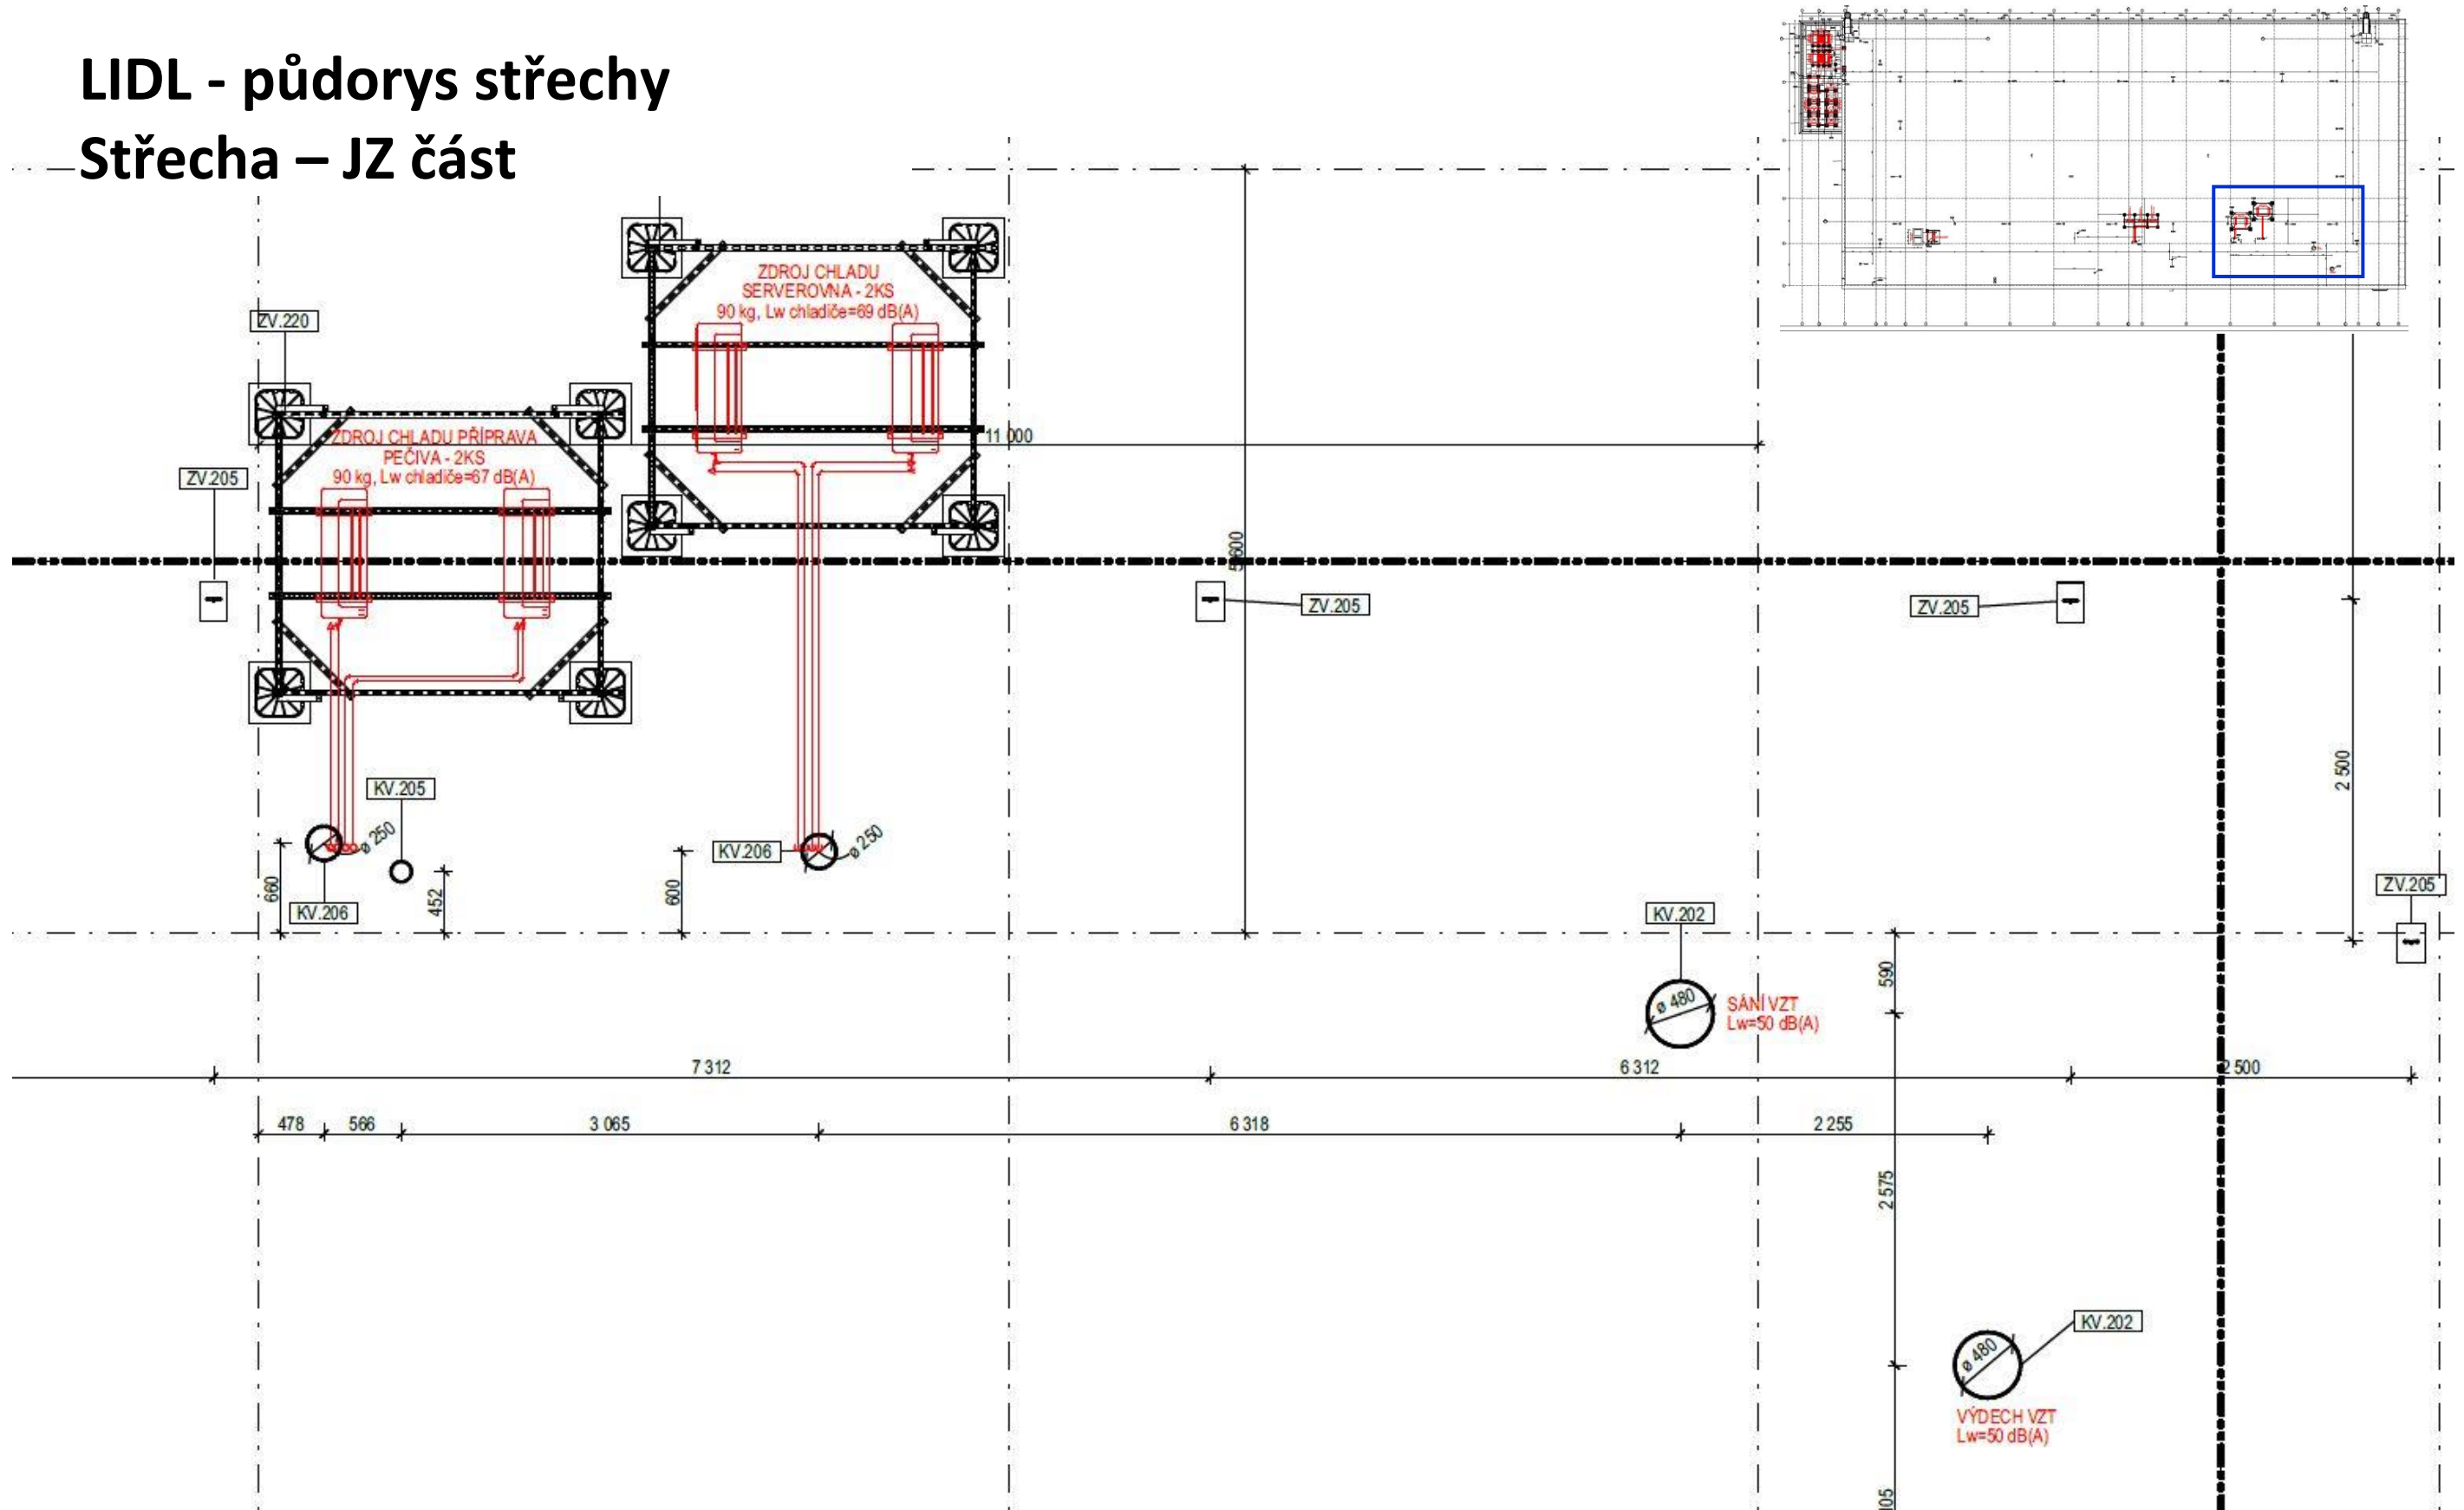 LIDL - půdorys střechy
Střecha – JZ část
ZDROJ CHLADU
SERVEROVNA - 2KS
90 kg, Lw chladiče=69 dB(A)
ZV.220
ZDROJ CHLADU PŘÍPRAVA
PEČIVA - 2KS
90 kg, Lw chladiče=67 dB(A)
11 000
ZV.205
5 600
ZV.205
ZV.205
2 500
KV.205
ø 250
KV.206
ø 250
660
KV.206
452
600
ZV.205
KV.202
590
ø 480
SÁNÍ VZT
Lw=50 dB(A)
7 312
6 312
2 500
478
566
3 065
6 318
2 255
2 575
KV.202
ø 480
VÝDECH VZT
Lw=50 dB(A)